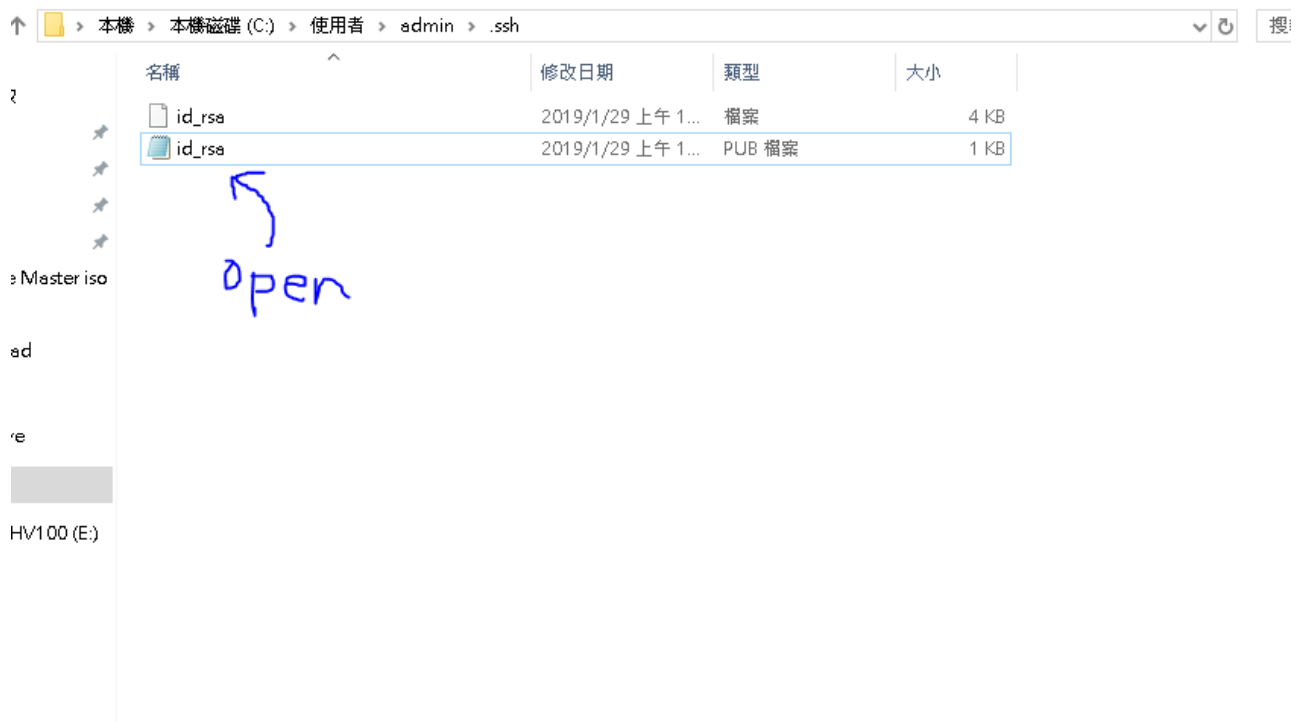 本機 > 本機磁碟 (C:) > 使用者 > admin > .ssh
名稱 修改日期 類型 大小
id_rsa 2019/1/29 上午 1... 檔案 4 KB
id_rsa 2019/1/29 上午 1... PUB 檔案 1 KB
open
e Master iso
ad
HV100 (E:)